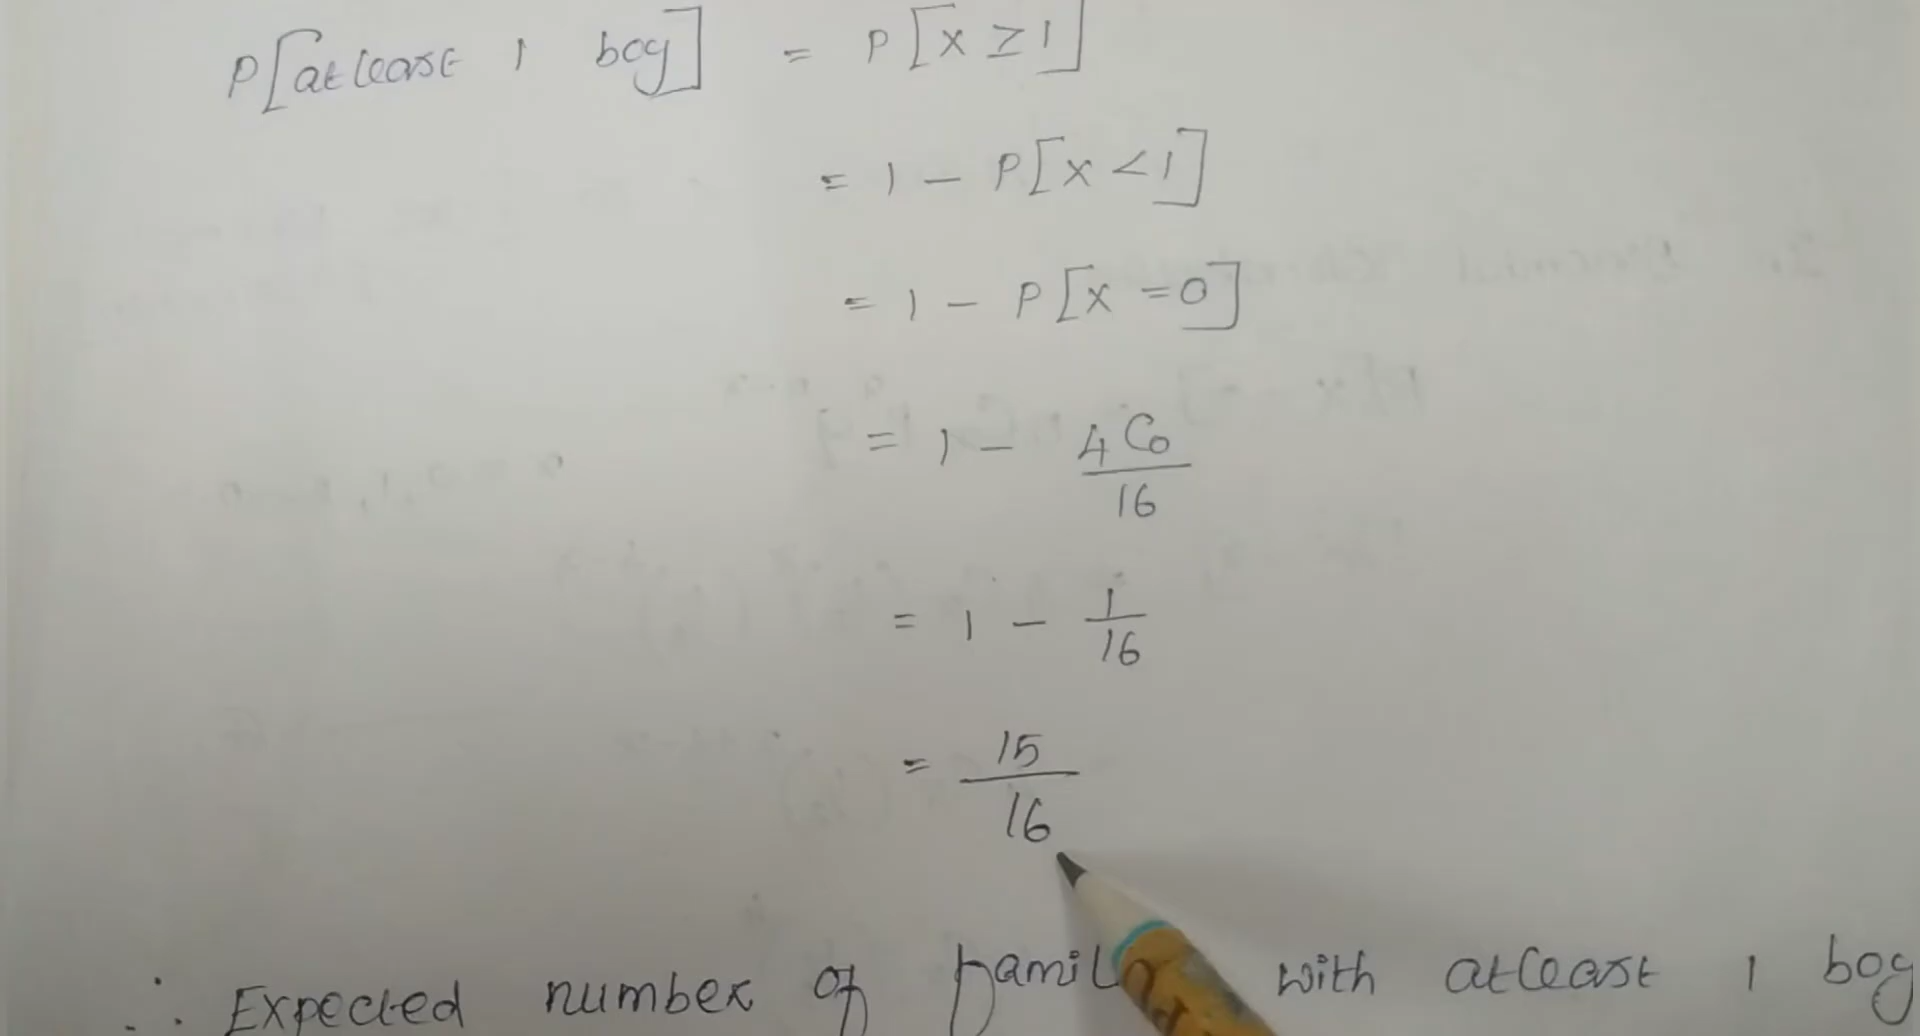 P[atleast 1 boy] = P[x ≥ 1]
= 1 - P[x < 1]
= 1 - P[x = 0]
= 1 - 4C0/16
= 1 - 1/16
= 15/16
∴ Expected number of with atleast 1 boy